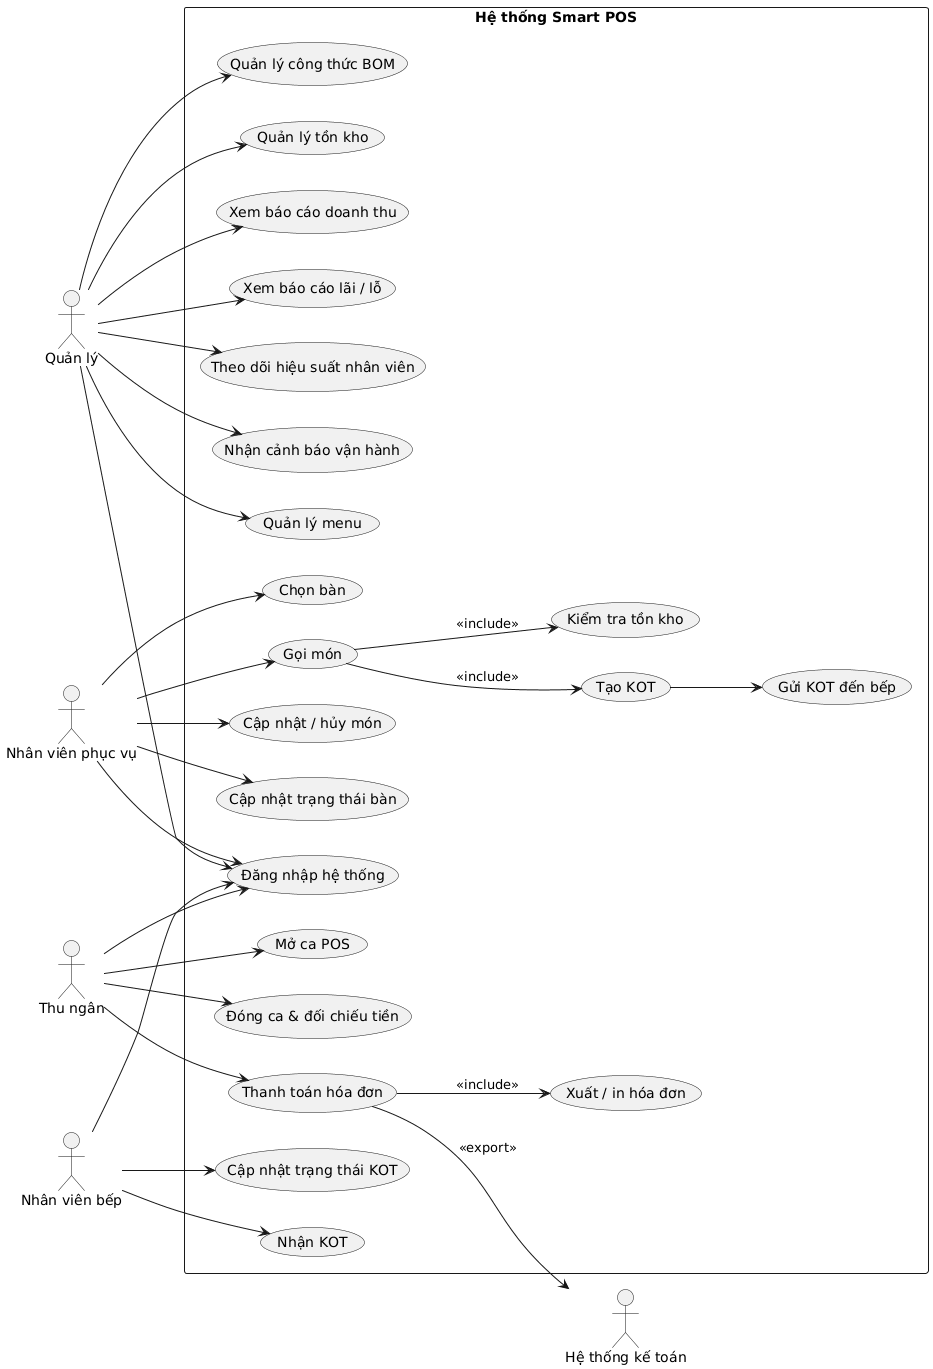 Hệ thống Smart POS
Quản lý công thức BOM
Quản lý tồn kho
Xem báo cáo doanh thu
Xem báo cáo lãi / lỗ
Quản lý
Theo dõi hiệu suất nhân viên
Nhận cảnh báo vận hành
Quản lý menu
Chọn bàn
«include»
Kiểm tra tồn kho
Gọi món
«include»
Tạo KOT
Gửi KOT đến bếp
Nhân viên phục vụ
Cập nhật / hủy món
Cập nhật trạng thái bàn
Đăng nhập hệ thống
Mở ca POS
Thu ngân
Đóng ca & đối chiếu tiền
Thanh toán hóa đơn
«include»
Xuất / in hóa đơn
«export»
Nhân viên bếp
Cập nhật trạng thái KOT
Nhận KOT
Hệ thống kế toán